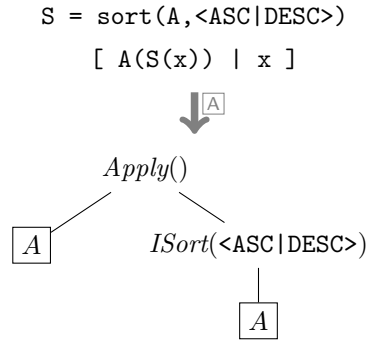 S = sort(A,<ASC|DESC>)
[ A(S(x)) | x ]
A
Apply()
A
ISort(<ASC|DESC>)
A